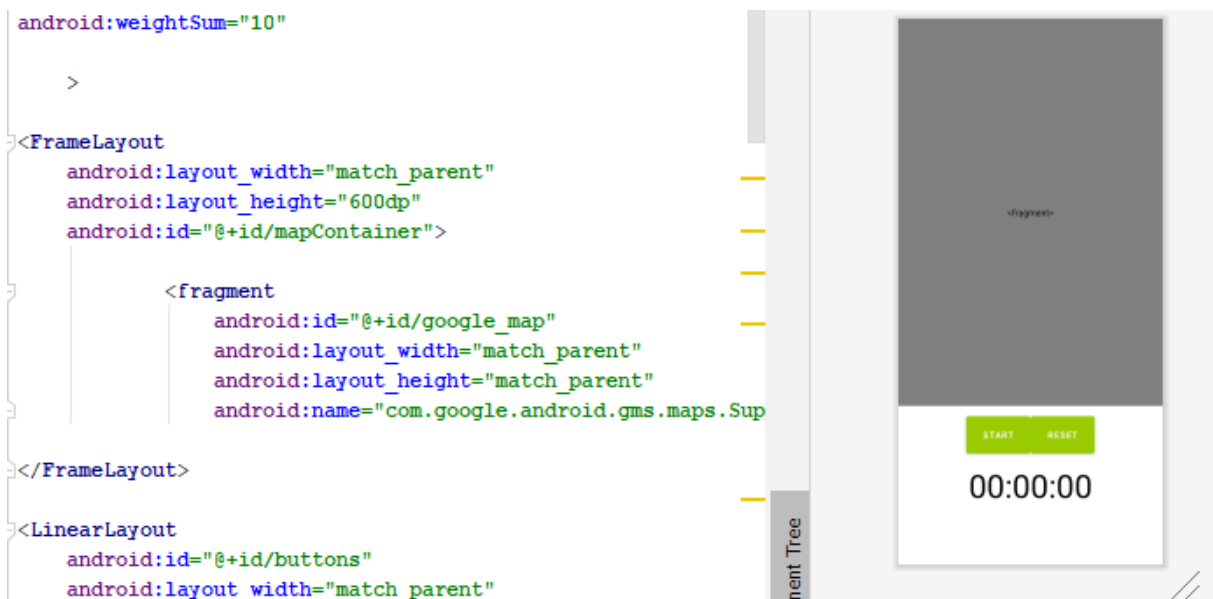 android:weightSum="10"
>
<FrameLayout
android:layout_width="match_parent"
android:layout_height="600dp"
android:id="@+id/mapContainer">
<fragment
android:id="@+id/google_map"
android:layout_width="match_parent"
android:layout_height="match_parent"
android:name="com.google.android.gms.maps.Sup
</FrameLayout>
<LinearLayout
android:id="@+id/buttons"
android:layout_width="match_parent"
nent Tree
<fragment>
START RESET
00:00:00